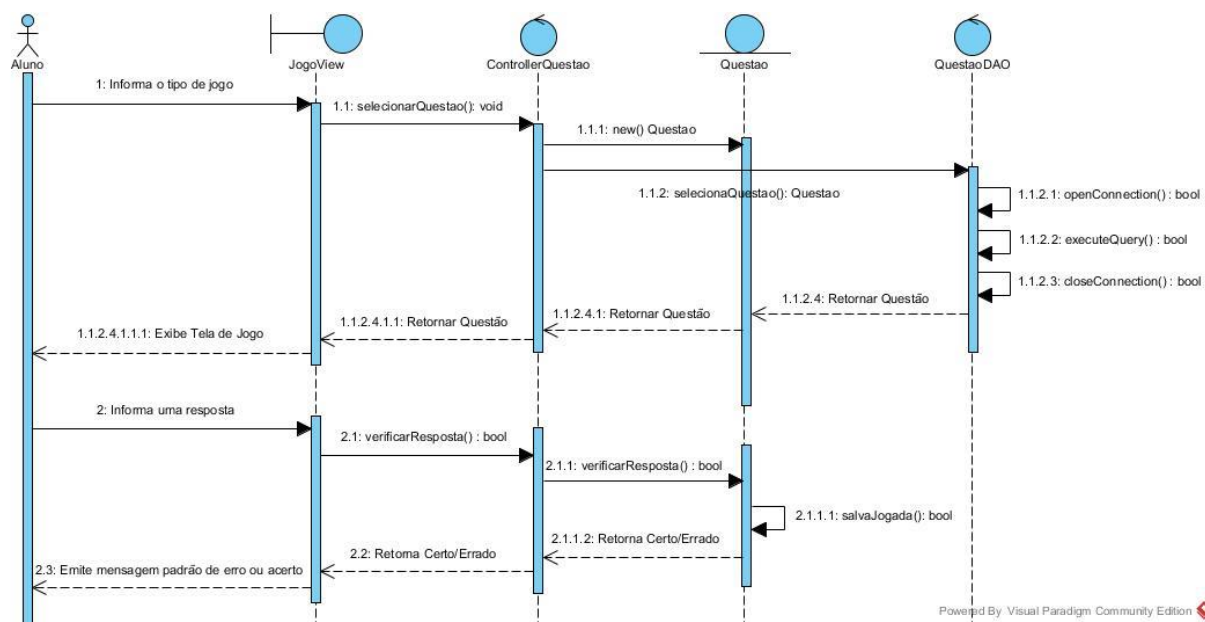 Aluno
JogoView
ControllerQuestao
Questao
QuestaoDAO
1: Informa o tipo de jogo
1.1: selecionarQuestao(): void
1.1.1: new() Questao
1.1.2: selecionaQuestao(): Questao
1.1.2.1: openConnection() : bool
1.1.2.2: executeQuery() : bool
1.1.2.3: closeConnection() : bool
1.1.2.4: Retornar Questão
1.1.2.4.1: Retornar Questão
1.1.2.4.1.1: Retornar Questão
1.1.2.4.1.1.1: Exibe Tela de Jogo
2: Informa uma resposta
2.1: verificarResposta() : bool
2.1.1: verificarResposta() : bool
2.1.1.1: salvaJogada(): bool
2.1.1.2: Retorna Certo/Errado
2.2: Retorna Certo/Errado
2.3: Emite mensagem padrão de erro ou acerto
Powered By Visual Paradigm Community Edition